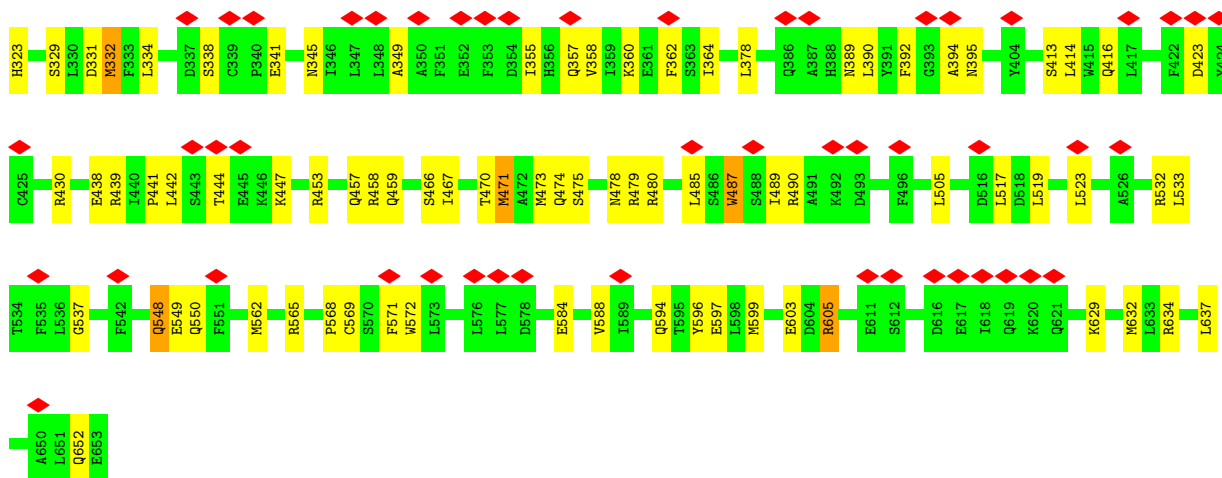 H323 S329 L330 D331 M332 F333 L334 D337 S338 C339 P340 E341 N345 I346 L347 L348 A349 A350 F351 E352 F353 D354 I355 H356 Q357 V358 I359 K360 E361 F362 S363 I364 L378 Q386 A387 H388 N389 L390 Y391 F392 G393 A394 N395 Y404 S413 L414 W415 Q416 L417 F422 D423 Y424
C425 R430 E438 R439 I440 P441 L442 S443 T444 E445 K446 K447 R453 Q457 R458 Q459 S466 I467 T470 M471 A472 M473 Q474 S475 N478 R479 R480 L485 S486 W487 S488 I489 R490 A491 K492 D493 F496 L505 D516 L517 D518 L519 L523 A526 R532 L533
T534 F535 L536 G537 F542 Q548 E549 Q550 F551 M562 R565 P568 C569 S570 F571 W572 L573 L576 L577 D578 E584 V588 I589 Q594 T595 Y596 E597 L598 M599 E603 D604 R605 E611 S612 D616 E617 I618 Q619 K620 Q621 K629 M632 L633 R634 L637
A650 L651 Q652 E653